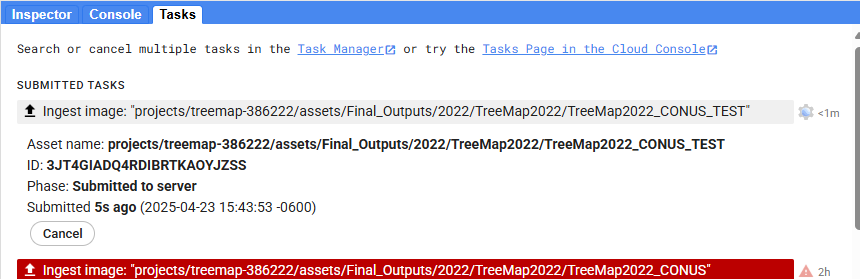 Inspector Console Tasks
Search or cancel multiple tasks in the Task Manager or try the Tasks Page in the Cloud Console
SUBMITTED TASKS
Ingest image: "projects/treemap-386222/assets/Final_Outputs/2022/TreeMap2022/TreeMap2022_CONUS_TEST" <1m
Asset name: projects/treemap-386222/assets/Final_Outputs/2022/TreeMap2022/TreeMap2022_CONUS_TEST
ID: 3JT4GIADQ4RDIBRTKAOYJZSS
Phase: Submitted to server
Submitted 5s ago (2025-04-23 15:43:53 -0600)
Cancel
Ingest image: "projects/treemap-386222/assets/Final_Outputs/2022/TreeMap2022/TreeMap2022_CONUS" 2h